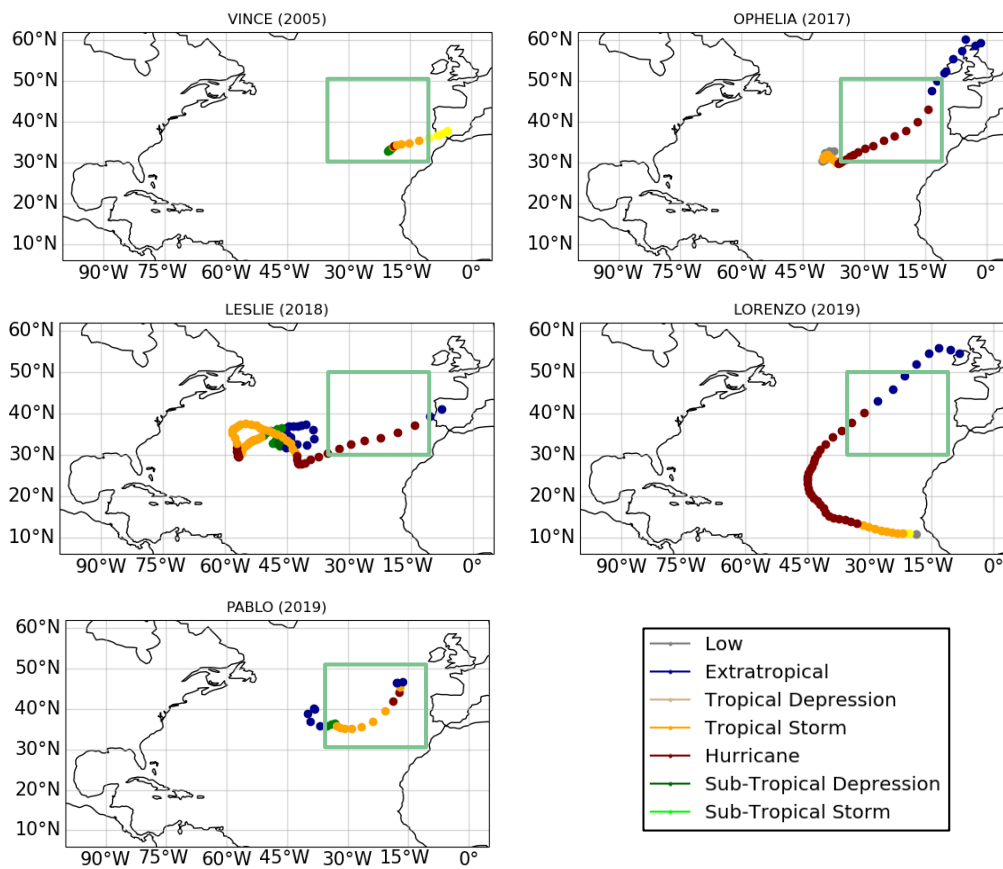 VINCE (2005)
60°N
50°N
40°N
30°N
20°N
10°N
90°W 75°W 60°W 45°W 30°W 15°W 0°
OPHELIA (2017)
60°N
50°N
40°N
30°N
20°N
10°N
90°W 75°W 60°W 45°W 30°W 15°W 0°
LESLIE (2018)
60°N
50°N
40°N
30°N
20°N
10°N
90°W 75°W 60°W 45°W 30°W 15°W 0°
LORENZO (2019)
60°N
50°N
40°N
30°N
20°N
10°N
90°W 75°W 60°W 45°W 30°W 15°W 0°
PABLO (2019)
60°N
50°N
40°N
30°N
20°N
10°N
90°W 75°W 60°W 45°W 30°W 15°W 0°
Low
Extratropical
Tropical Depression
Tropical Storm
Hurricane
Sub-Tropical Depression
Sub-Tropical Storm